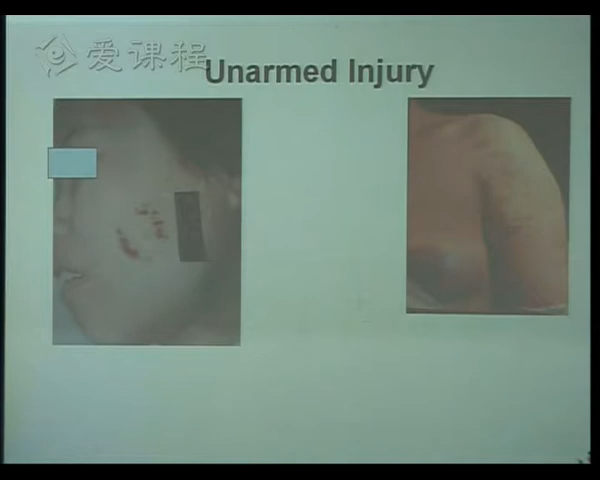 爱课程
Unarmed Injury